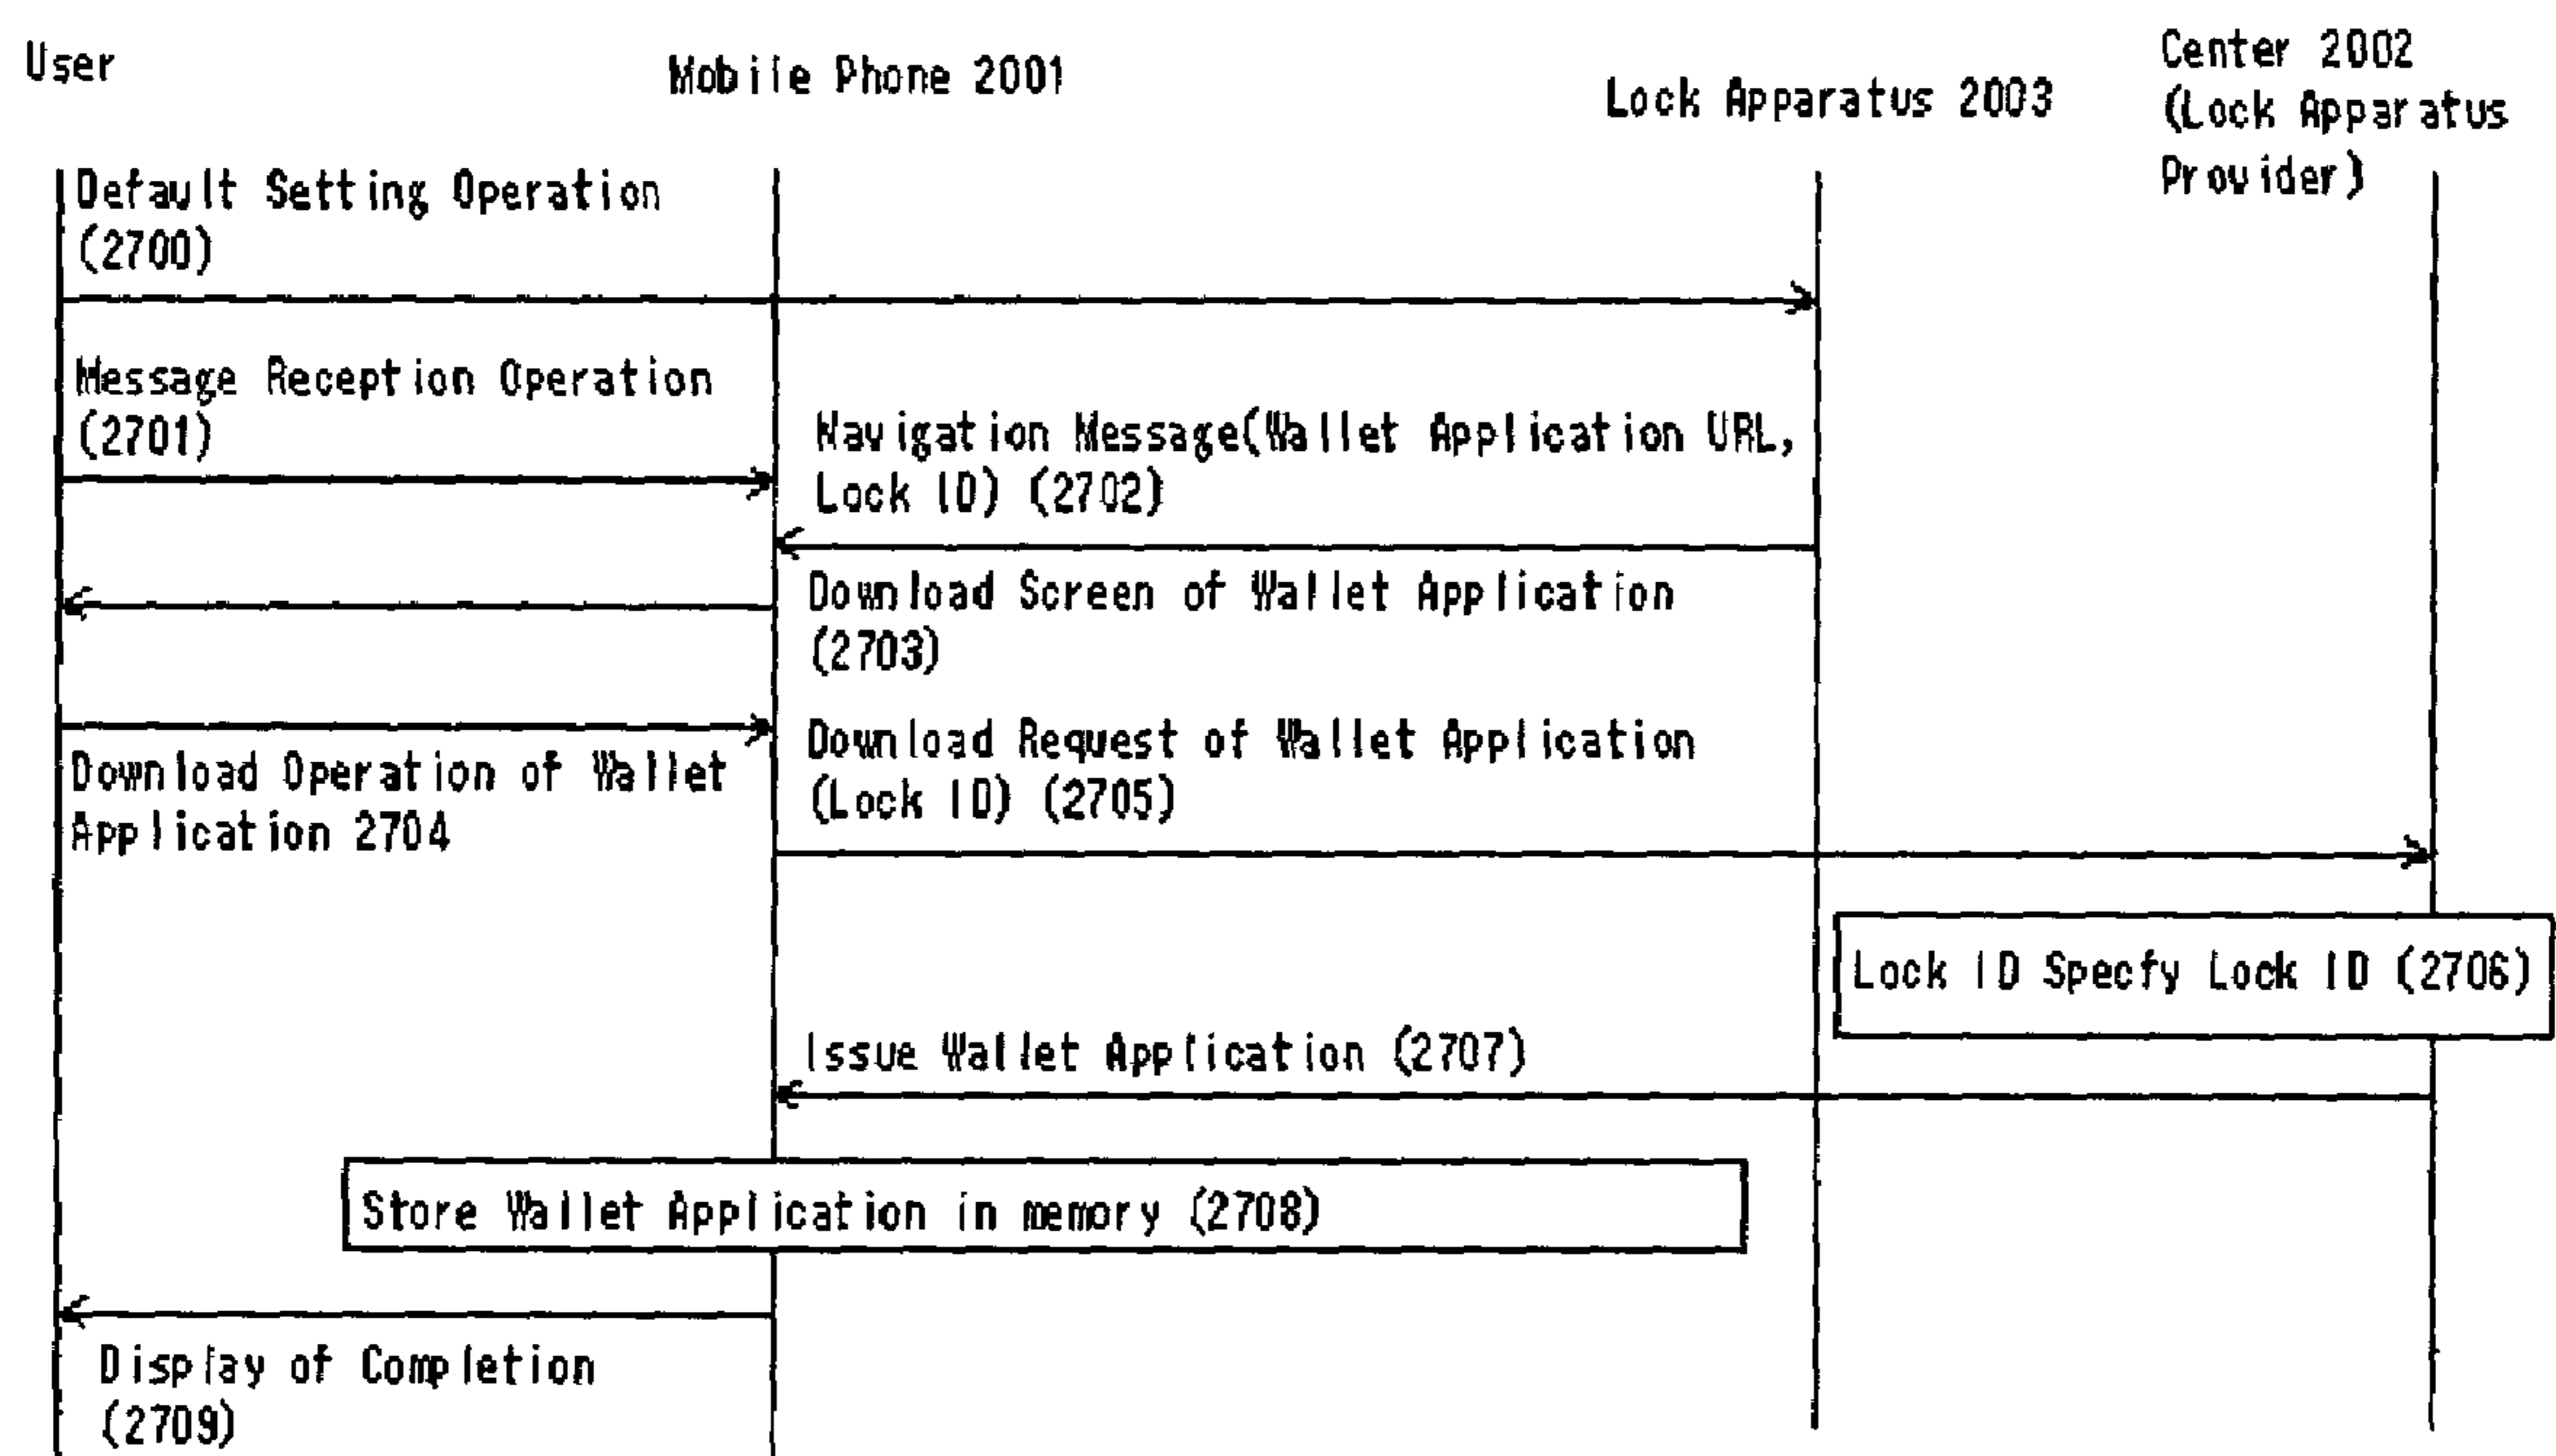 User
Mobile Phone 2001
Lock Apparatus 2003
Center 2002
(Lock Apparatus
Provider)
Default Setting Operation
(2700)
Message Reception Operation
(2701)
Navigation Message(Wallet Application URL,
Lock ID) (2702)
Download Screen of Wallet Application
(2703)
Download Operation of Wallet
Application 2704
Download Request of Wallet Application
(Lock ID) (2705)
Lock ID Specfy Lock ID (2706)
Issue Wallet Application (2707)
Store Wallet Application in memory (2708)
Display of Completion
(2709)